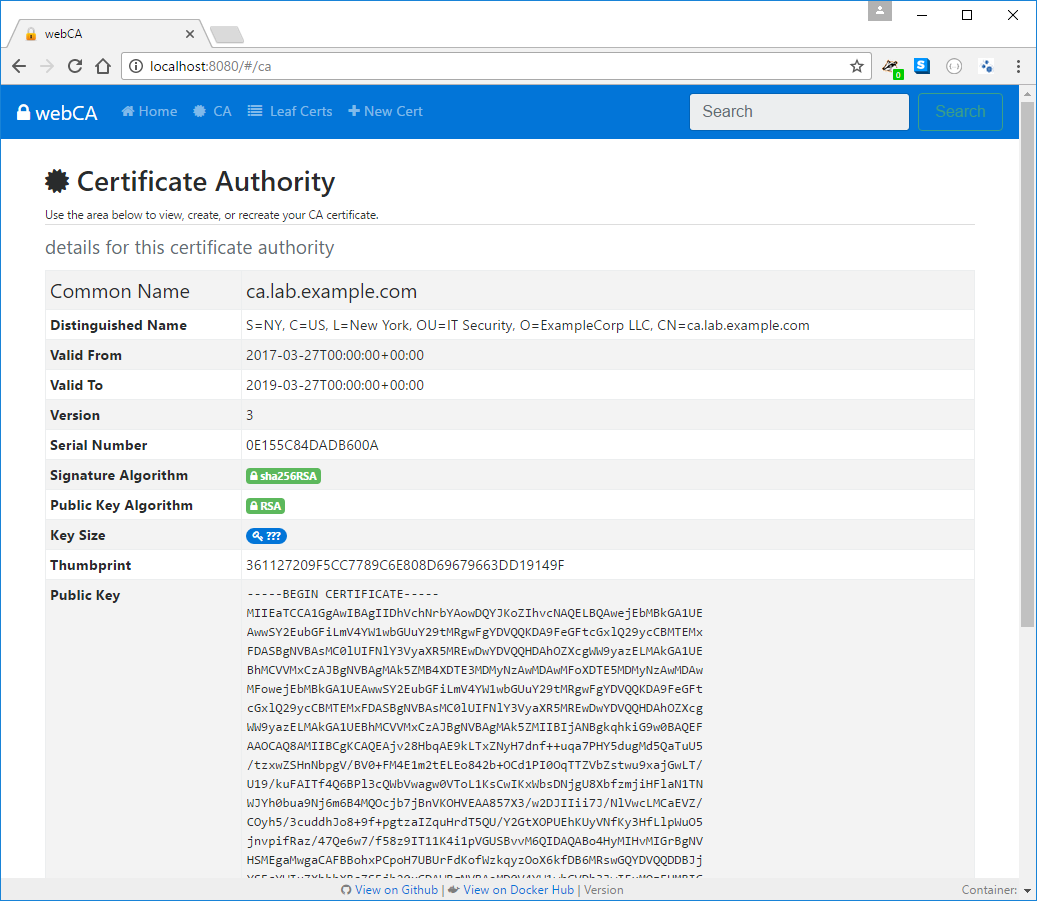 webCA
localhost:8080/#/ca
0
S
webCA Home CA Leaf Certs New Cert Search Search
Certificate Authority
Use the area below to view, create, or recreate your CA certificate.
details for this certificate authority
Common Name ca.lab.example.com
Distinguished Name S=NY, C=US, L=New York, OU=IT Security, O=ExampleCorp LLC, CN=ca.lab.example.com
Valid From 2017-03-27T00:00:00+00:00
Valid To 2019-03-27T00:00:00+00:00
Version 3
Serial Number 0E155C84DADB600A
Signature Algorithm sha256RSA
Public Key Algorithm RSA
Key Size ???
Thumbprint 361127209F5CC7789C6E808D69679663DD19149F
Public Key -----BEGIN CERTIFICATE-----
MIIEaTCCA1GgAwIBAgIIDhVchNrbYAowDQYJKoZIhvcNAQELBQAwejEbMBkGA1UE
AwwSY2EubGFiLmV4YW1wbGUuY29tMRgwFgYDVQQKDA9FeGFtcGxlQ29ycCBMTEMx
FDASBgNVBAsMC0lUIFNlY3VyaXR5MREwDwYDVQQHDAhOZXcgWW9yazELMAkGA1UE
BhMCVVMxCzAJBgNVBAgMAk5ZMB4XDTE3MDMyNzAwMDAwMFoXDTE5MDMyNzAwMDAw
MFowejEbMBkGA1UEAwwSY2EubGFiLmV4YW1wbGUuY29tMRgwFgYDVQQKDA9FeGFt
cGxlQ29ycCBMTEMxFDASBgNVBAsMC0lUIFNlY3VyaXR5MREwDwYDVQQHDAhOZXcg
WW9yazELMAkGA1UEBhMCVVMxCzAJBgNVBAgMAk5ZMIIBIjANBgkqhkiG9w0BAQEF
AAOCAQ8AMIIBCgKCAQEAjv28HbqAE9kLTxZNyH7dnf++uqa7PHY5dugMd5QaTuU5
/tzxwZSHnNbpgV/BV0+FM4E1m2tELEo842b+OCd1PI0OqTTZVbZstwu9xajGwLT/
U19/kuFAITf4Q6BPl3cQWbVwagw0VToL1KsCwIKxWbsDNjgU8XbfzmjiHFlaN1TN
WJYh0bua9Nj6m6B4MQOcjb7jBnVKOHVEAA857X3/w2DJIIii7J/NlVwcLMCaEVZ/
COyh5/3cuddhJo8+9f+pgtzaIZquHrdT5QU/Y2GtXOPUEhKUyVNfKy3HfLlpWuO5
jnvpifRaz/47Qe6w7/f58z9IT11K4i1pVGUSBvvM6QIDAQABo4HyMIHvMIGrBgNV
HSMEgaMwgaCAFBBohxPCpoH7UBUrFdKofWzkqyzOoX6kfDB6MRswGQYDVQQDDBJj
View on Github | View on Docker Hub | Version Container: